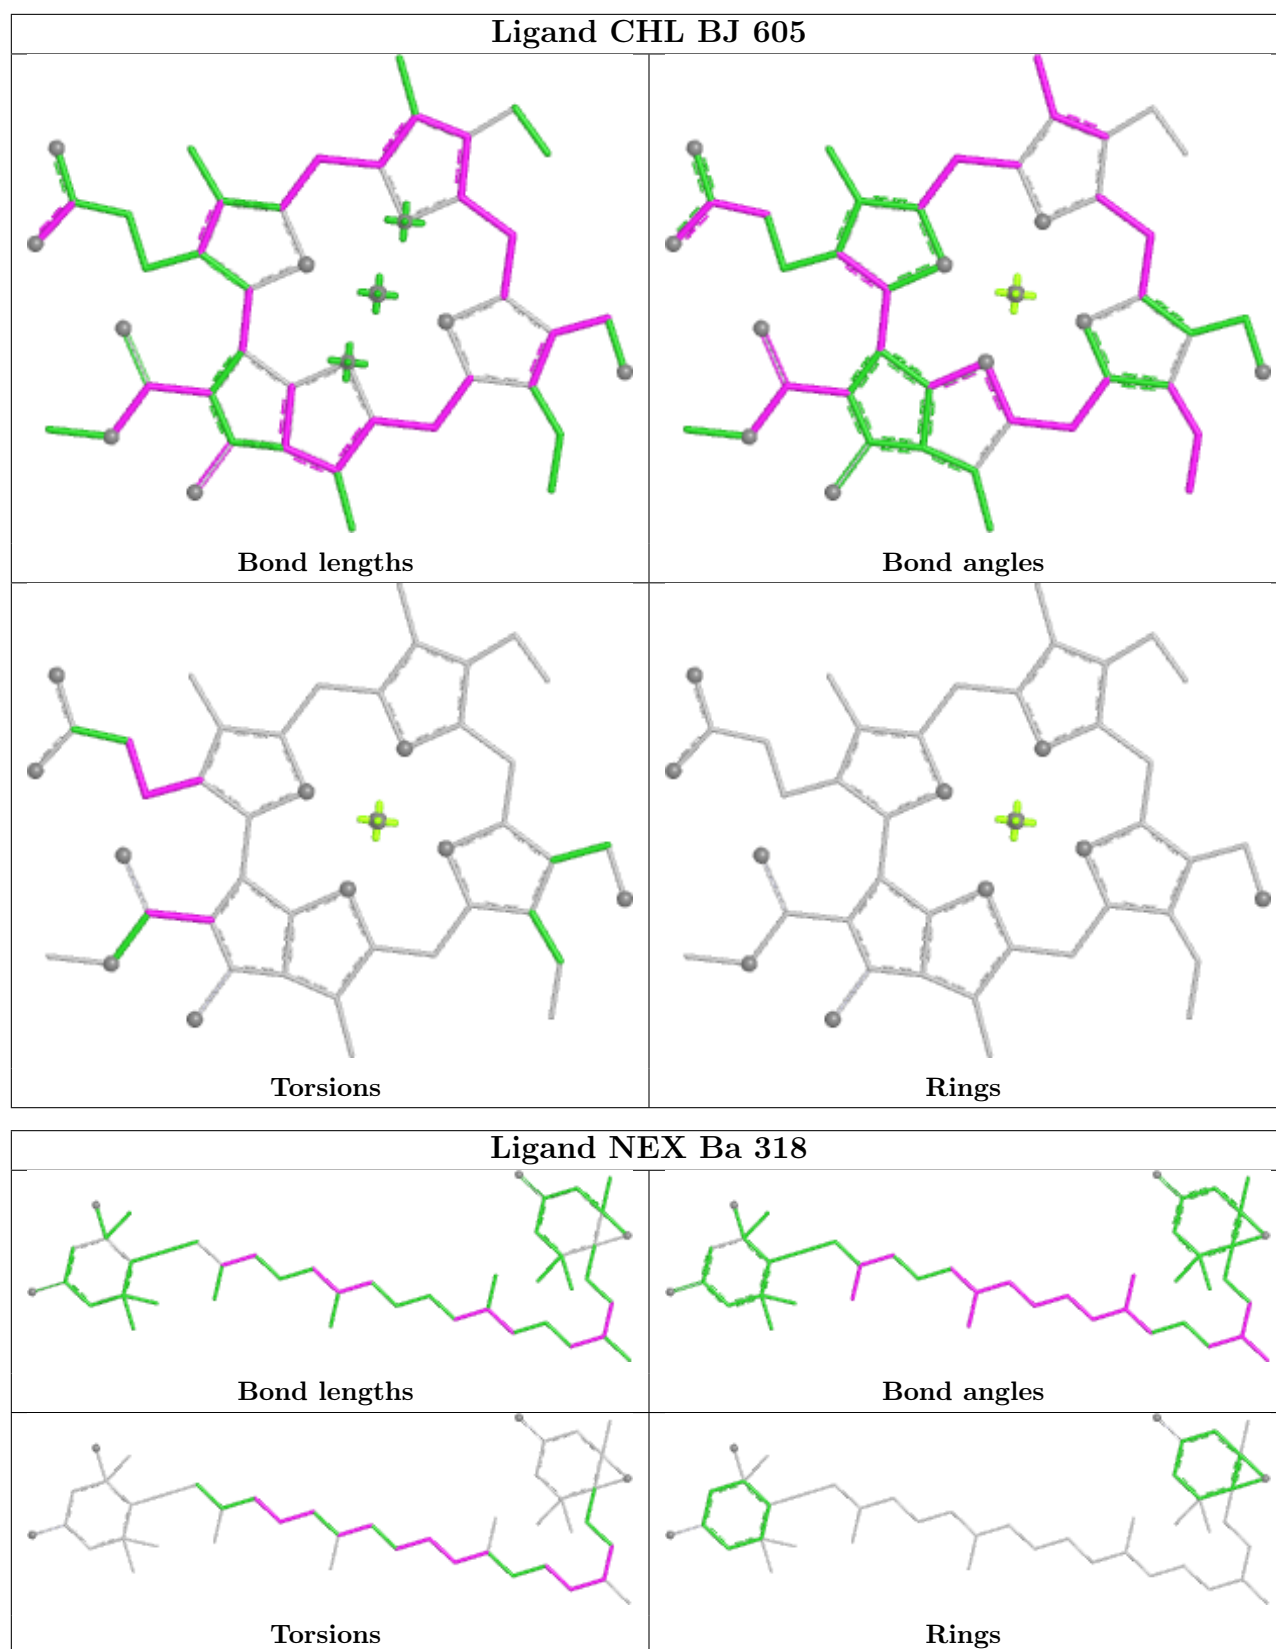 Ligand CHL BJ 605
Bond lengths
Bond angles
Torsions
Rings
Ligand NEX Ba 318
Bond lengths
Bond angles
Torsions
Rings